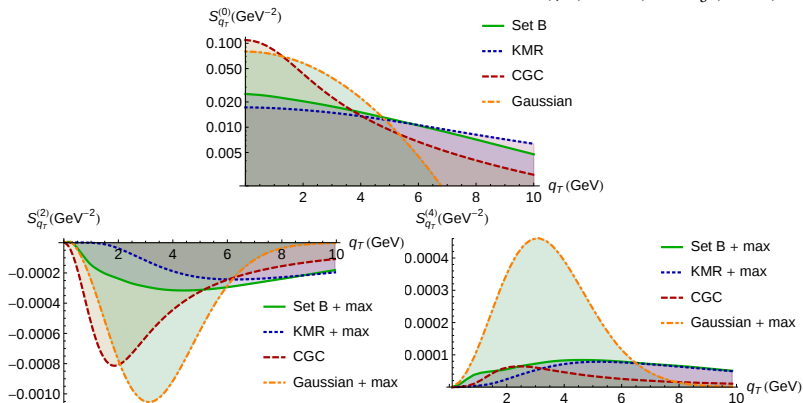 S_{q_T}^{(0)}(GeV^{-2})
Set B
KMR
CGC
Gaussian
0.100
0.050
0.020
0.010
0.005
2 4 6 8 10
q_T(GeV)
S_{q_T}^{(2)}(GeV^{-2})
q_T(GeV)
2 4 6 8 10
−0.0002
−0.0004
−0.0006
−0.0008
−0.0010
Set B + max
KMR + max
CGC
Gaussian + max
S_{q_T}^{(4)}(GeV^{-2})
0.0004
0.0003
0.0002
0.0001
Set B + max
KMR + max
CGC
Gaussian + max
2 4 6 8 10
q_T(GeV)